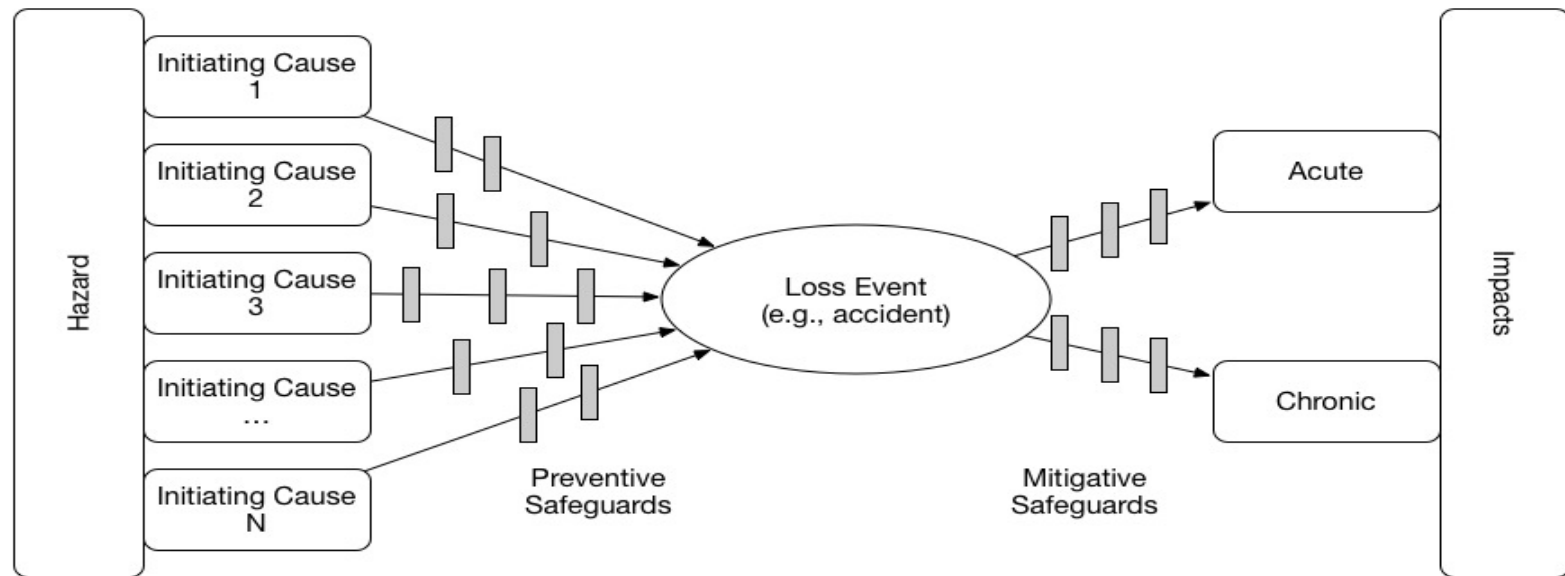 Hazard
Initiating Cause
1
Initiating Cause
2
Initiating Cause
3
Initiating Cause
...
Initiating Cause
N
Preventive
Safeguards
Loss Event
(e.g., accident)
Mitigative
Safeguards
Acute
Chronic
Impacts